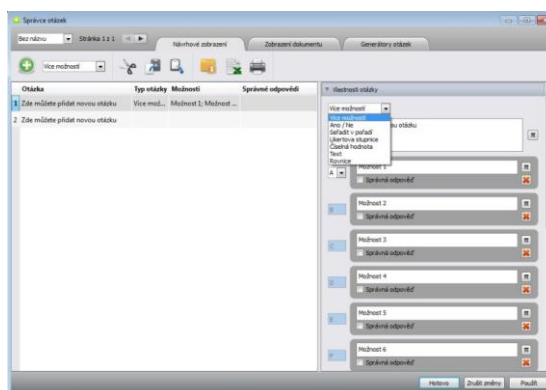 Správce otázek
Bez názvu Stránka 1 z 1 Návrhové zobrazení Zobrazení dokumentu Generátory otázek
Více možností
Otázka Typ otázky Možnosti Správné odpovědi
1 Zde můžete přidat novou otázku Více mož... Možnost 1; Možnost ...
2 Zde můžete přidat novou otázku
Vlastnosti otázky
Více možností
Více možností
Ano / Ne
Seřadit v pořadí
Likertova stupnice
Číselná hodnota
Text
Rovnice
ou otázku
A Možnost 1
Správná odpověď
B Možnost 2
Správná odpověď
C Možnost 3
Správná odpověď
D Možnost 4
Správná odpověď
E Možnost 5
Správná odpověď
F Možnost 6
Správná odpověď
Hotovo Zrušit změny Použít